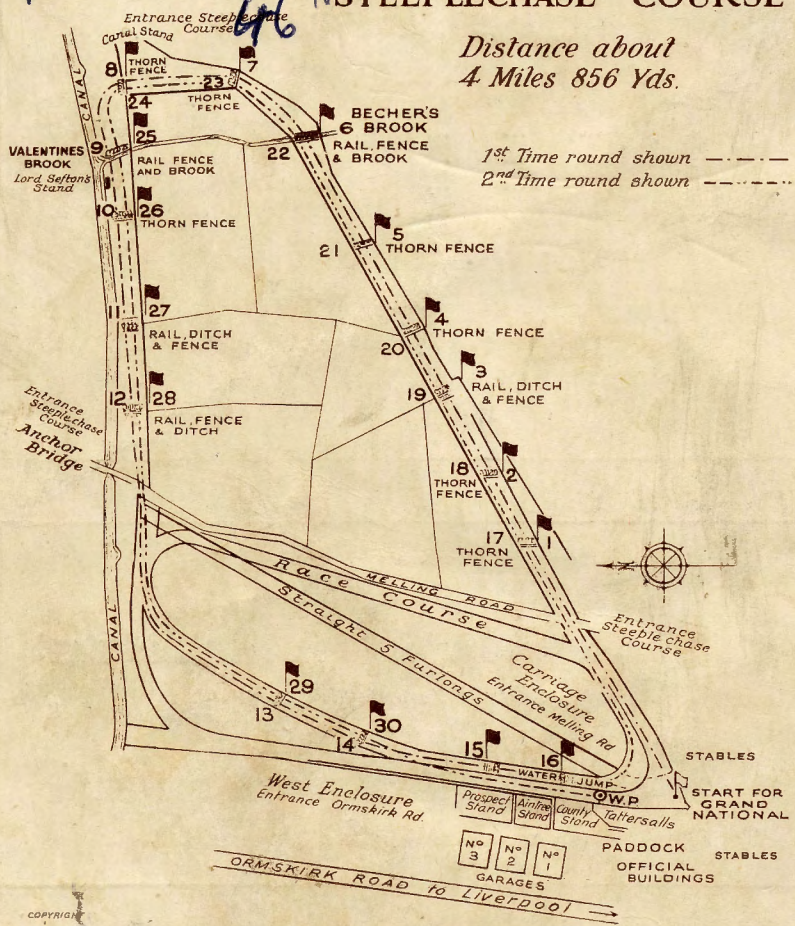 STEEPLECHASE COURSE
46
Entrance Steeplechase
Course
Canal Stand
Distance about
4 Miles 856 Yds.
1st Time round shown
2nd Time round shown
CANAL
8
THORN
FENCE
24
23
7
THORN
FENCE
BECHER'S
6 BROOK
RAIL, FENCE
& BROOK
22
VALENTINES
BROOK
Lord Sefton's
Stand
9
25
RAIL FENCE
AND BROOK
10
26
THORN FENCE
21
5
THORN FENCE
11
27
RAIL, DITCH
& FENCE
20
4
THORN FENCE
19
3
RAIL, DITCH
& FENCE
12
28
RAIL, FENCE
& DITCH
Entrance
Steeplechase
Course
Anchor
Bridge
18
2
THORN
FENCE
17
1
THORN
FENCE
N
MELLING ROAD
Race Course
Straight 5 Furlongs
Entrance
Steeplechase
Course
Carriage
Enclosure
Entrance Melling Rd
CANAL
29
13
30
14
15
16
WATER JUMP
W.P
STABLES
START FOR
GRAND
NATIONAL
West Enclosure
Entrance Ormskirk Rd.
Prospect
Stand
Aintree
Stand
County
Stand
Tattersalls
No 3
No 2
No 1
GARAGES
PADDOCK
OFFICIAL
BUILDINGS
STABLES
ORMSKIRK ROAD to Liverpool
COPYRIGHT